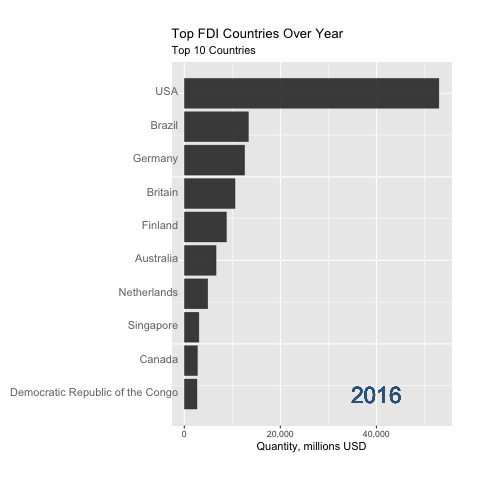 Top FDI Countries Over Year
Top 10 Countries
USA
Brazil
Germany
Britain
Finland
Australia
Netherlands
Singapore
Canada
Democratic Republic of the Congo
2016
0 20,000 40,000
Quantity, millions USD